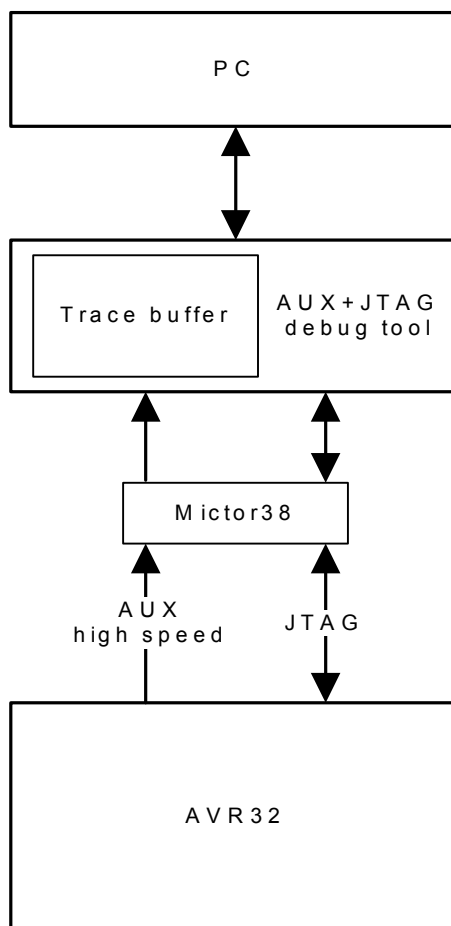 PC
Trace buffer
AUX+JTAG
debug tool
Mictor38
AUX
high speed
JTAG
AVR32